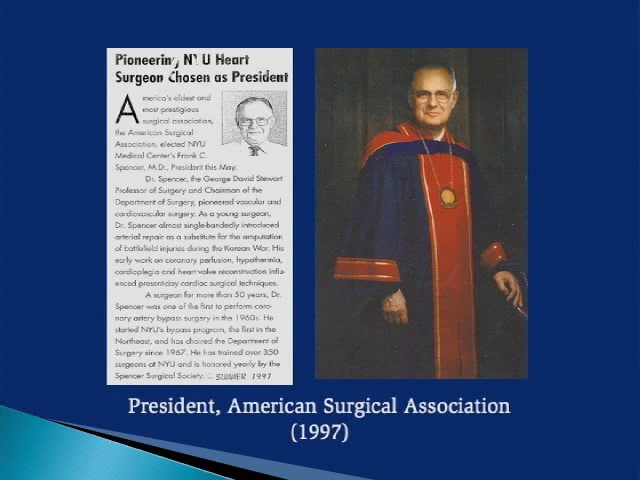 Pioneering NYU Heart
Surgeon Chosen as President
America's oldest and
most prestigious
surgical association,
the American Surgical
Association, elected NYU
Medical Center's Frank C.
Spencer, M.D., President this May.
Dr. Spencer, the George David Stewart
Professor of Surgery and Chairman of the
Department of Surgery, pioneered vascular and
cardiovascular surgery. As a young surgeon,
Dr. Spencer almost single-handedly introduced
arterial repair as a substitute for the amputation
of battlefield injuries during the Korean War. His
early work on coronary perfusion, hypothermia,
cardioplegia and heart valve reconstruction influ-
enced present-day cardiac surgical techniques.
A surgeon for more than 50 years, Dr.
Spencer was one of the first to perform coro-
nary artery bypass surgery in the 1960s. He
started NYU's bypass program, the first in the
Northeast, and has chaired the Department of
Surgery since 1967. He has trained over 350
surgeons at NYU and is honored yearly by the
Spencer Surgical Society. SUMMER 1997
President, American Surgical Association
(1997)